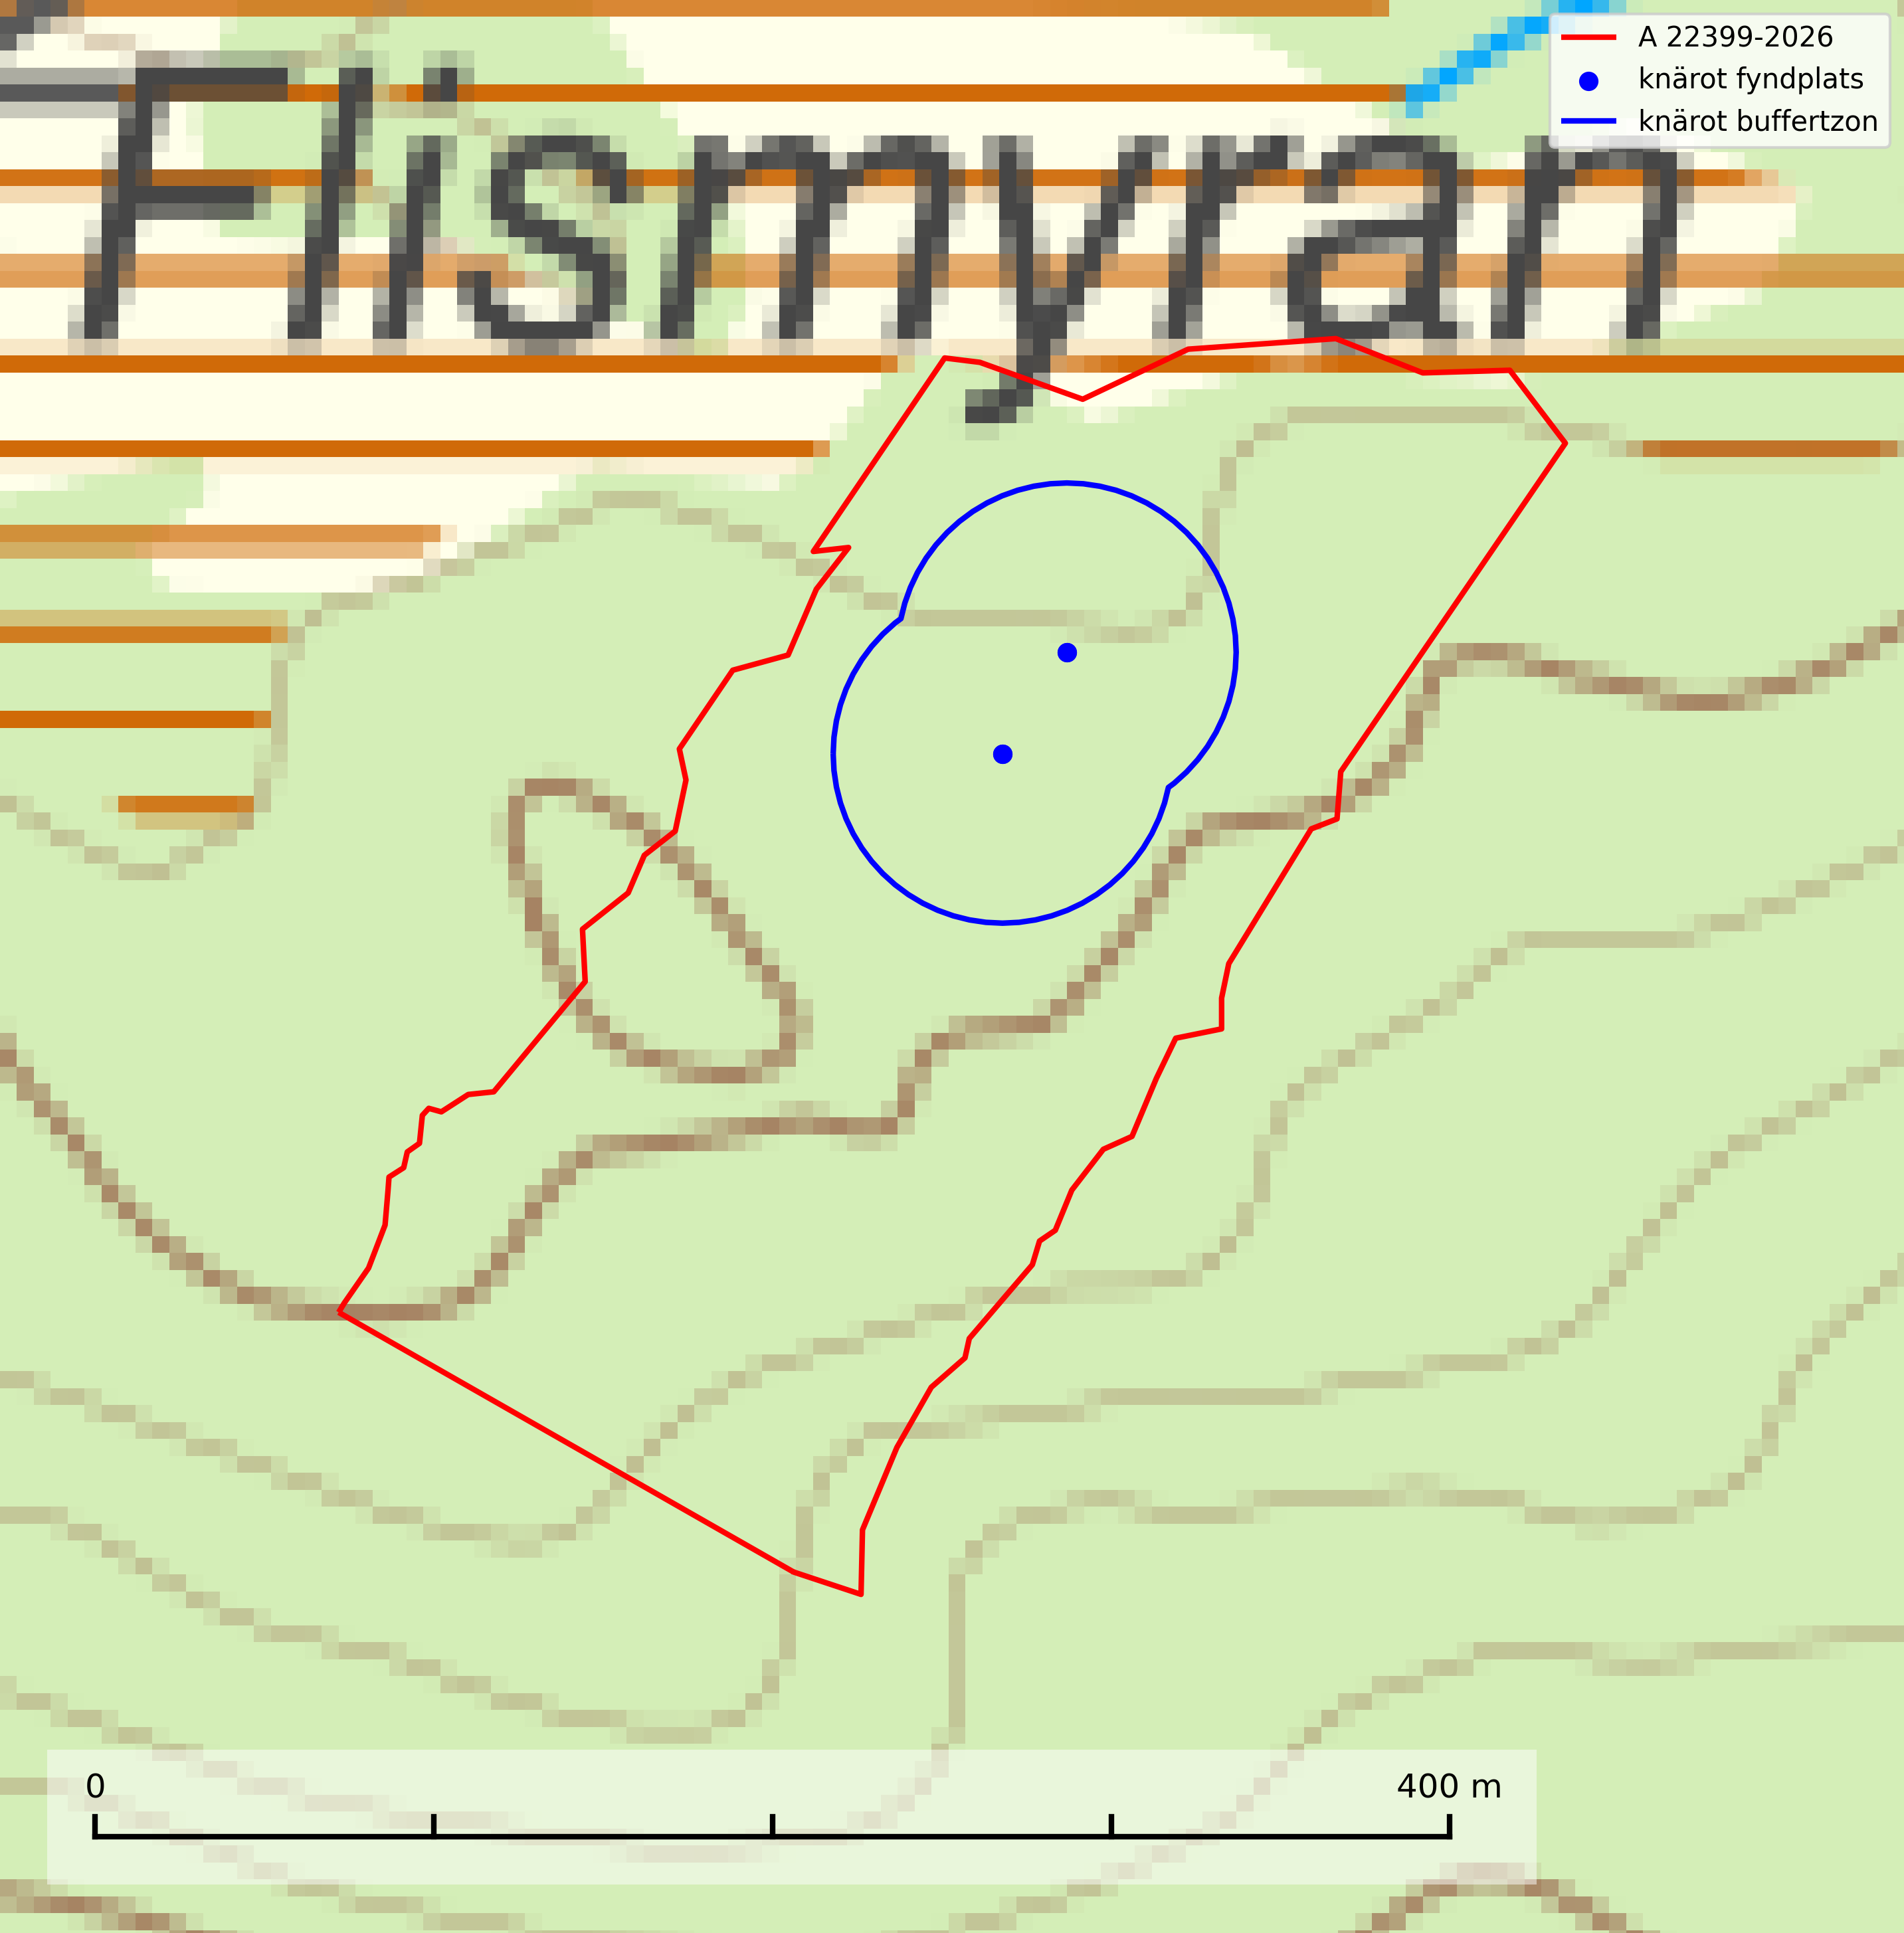 A 22399-2026
knärot fyndplats
knärot buffertzon
Flismyran
0 400 m